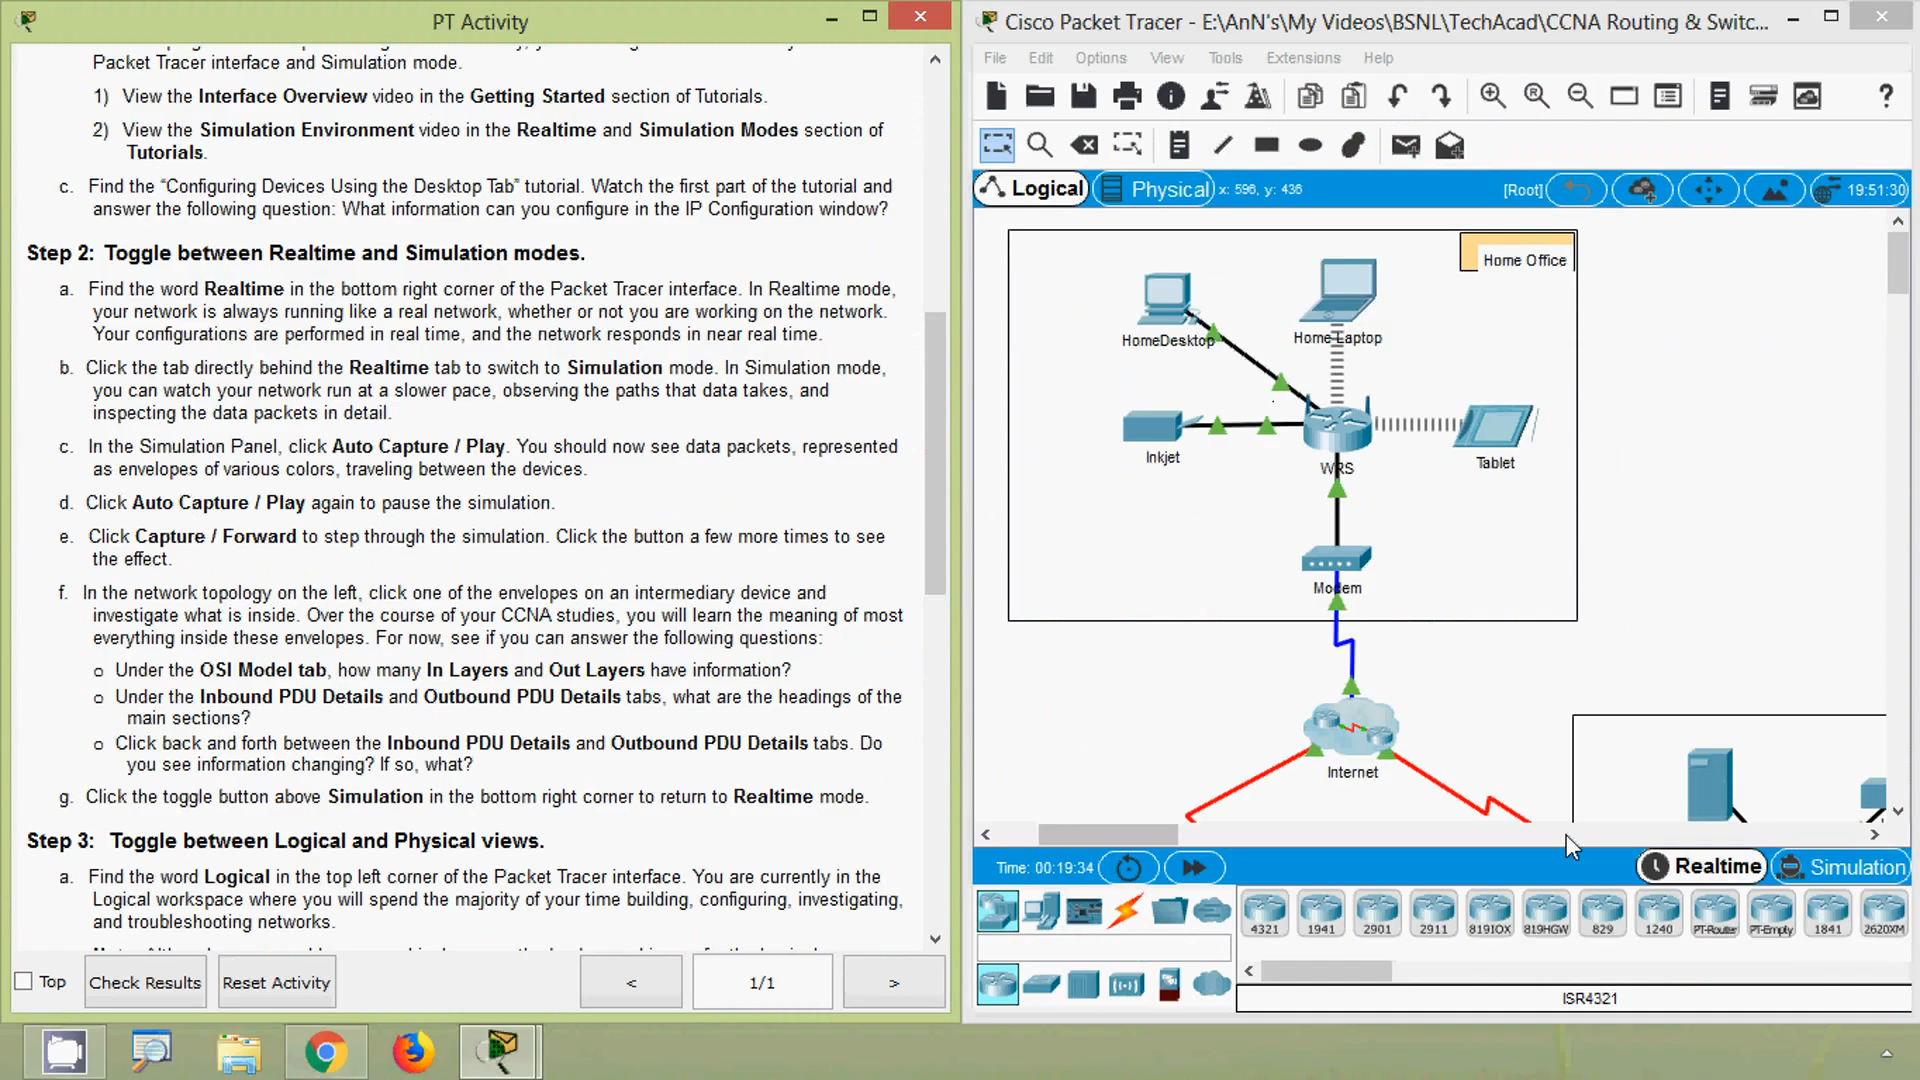 PT Activity
Packet Tracer interface and Simulation mode.
1) View the Interface Overview video in the Getting Started section of Tutorials.
2) View the Simulation Environment video in the Realtime and Simulation Modes section of
Tutorials.
c. Find the “Configuring Devices Using the Desktop Tab” tutorial. Watch the first part of the tutorial and
answer the following question: What information can you configure in the IP Configuration window?
Step 2: Toggle between Realtime and Simulation modes.
a. Find the word Realtime in the bottom right corner of the Packet Tracer interface. In Realtime mode,
your network is always running like a real network, whether or not you are working on the network.
Your configurations are performed in real time, and the network responds in near real time.
b. Click the tab directly behind the Realtime tab to switch to Simulation mode. In Simulation mode,
you can watch your network run at a slower pace, observing the paths that data takes, and
inspecting the data packets in detail.
c. In the Simulation Panel, click Auto Capture / Play. You should now see data packets, represented
as envelopes of various colors, traveling between the devices.
d. Click Auto Capture / Play again to pause the simulation.
e. Click Capture / Forward to step through the simulation. Click the button a few more times to see
the effect.
f. In the network topology on the left, click one of the envelopes on an intermediary device and
investigate what is inside. Over the course of your CCNA studies, you will learn the meaning of most
everything inside these envelopes. For now, see if you can answer the following questions:
o Under the OSI Model tab, how many In Layers and Out Layers have information?
o Under the Inbound PDU Details and Outbound PDU Details tabs, what are the headings of the
main sections?
o Click back and forth between the Inbound PDU Details and Outbound PDU Details tabs. Do
you see information changing? If so, what?
g. Click the toggle button above Simulation in the bottom right corner to return to Realtime mode.
Step 3: Toggle between Logical and Physical views.
a. Find the word Logical in the top left corner of the Packet Tracer interface. You are currently in the
Logical workspace where you will spend the majority of your time building, configuring, investigating,
and troubleshooting networks.
Top
Check Results
Reset Activity
<
1/1
>
Cisco Packet Tracer - E:\AnN's\My Videos\BSNL\TechAcad\CCNA Routing & Switc...
File Edit Options View Tools Extensions Help
Logical
Physical
x: 596, y: 436
[Root]
19:51:30
Home Office
HomeDesktop
Home Laptop
Inkjet
WRS
Tablet
Modem
Internet
Time: 00:19:34
Realtime
Simulation
4321 1941 2901 2911 819IOX 819HGW 829 1240 PT-Router PT-Empty 1841 2620XM
ISR4321